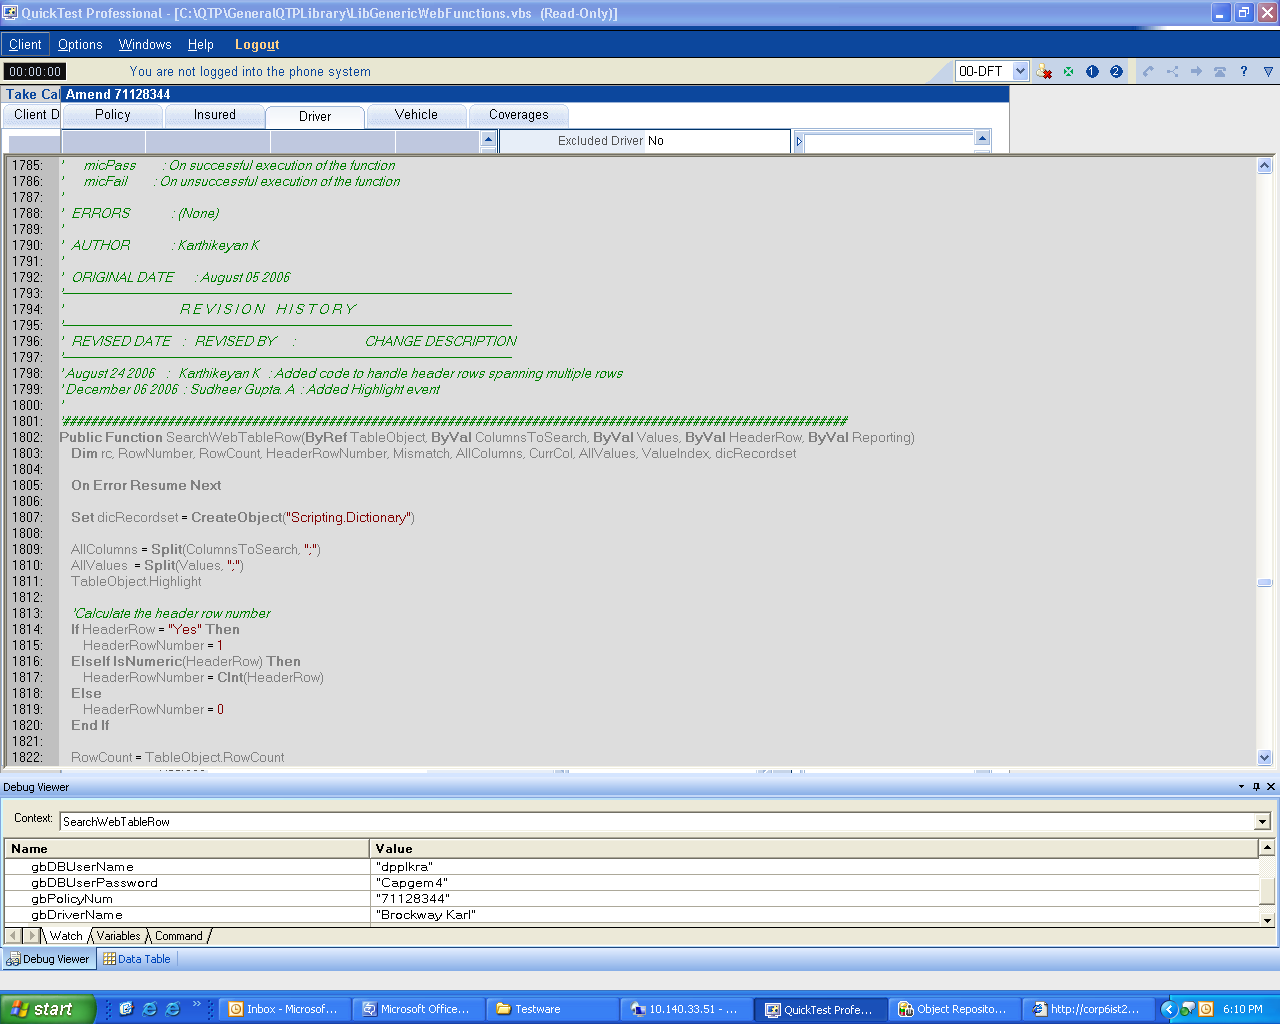 QuickTest Professional - [C:\QTP\GeneralQTPLibrary\LibGenericWebFunctions.vbs (Read-Only)]
Client Options Windows Help Logout
00:00:00 You are not logged into the phone system 00-DFT
Take Cal Amend 71128344
Client D Policy Insured Driver Vehicle Coverages
Excluded Driver No
1785: ' micPass : On successful execution of the function
1786: ' micFail : On unsuccessful execution of the function
1787: '
1788: ' ERRORS : (None)
1789: '
1790: ' AUTHOR : Karthikeyan K
1791: '
1792: ' ORIGINAL DATE : August 05 2006
1793: '
1794: ' R E V I S I O N H I S T O R Y
1795: '
1796: ' REVISED DATE : REVISED BY : CHANGE DESCRIPTION
1797: '
1798: 'August 24 2006 : Karthikeyan K : Added code to handle header rows spanning multiple rows
1799: 'December 06 2006 : Sudheer Gupta. A : Added Highlight event
1800: '
1801: '##########################################################################################
1802: Public Function SearchWebTableRow(ByRef TableObject, ByVal ColumnsToSearch, ByVal Values, ByVal HeaderRow, ByVal Reporting)
1803: Dim rc, RowNumber, RowCount, HeaderRowNumber, Mismatch, AllColumns, CurrCol, AllValues, ValueIndex, dicRecordset
1804:
1805: On Error Resume Next
1806:
1807: Set dicRecordset = CreateObject("Scripting.Dictionary")
1808:
1809: AllColumns = Split(ColumnsToSearch, ";")
1810: AllValues = Split(Values, ";")
1811: TableObject.Highlight
1812:
1813: 'Calculate the header row number
1814: If HeaderRow = "Yes" Then
1815: HeaderRowNumber = 1
1816: ElseIf IsNumeric(HeaderRow) Then
1817: HeaderRowNumber = CInt(HeaderRow)
1818: Else
1819: HeaderRowNumber = 0
1820: End If
1821:
1822: RowCount = TableObject.RowCount
Debug Viewer
Context: SearchWebTableRow
Name Value
gbDBUserName "dpplkra"
gbDBUserPassword "Capgem4"
gbPolicyNum "71128344"
gbDriverName "Brockway Karl"
Watch Variables Command
Debug Viewer Data Table
start Inbox - Microsof... Microsoft Office... Testware 10.140.33.51 - ... QuickTest Profe... Object Reposito... http://corp6ist2... 6:10 PM